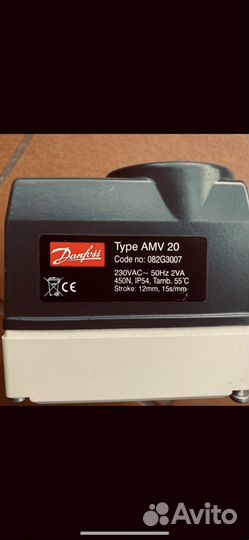 Danfoss
Type AMV 20
Code no: 082G3007
230VAC~ 50Hz 2VA
450N, IP54, Tamb. 55°C
Stroke: 12mm, 15s/mm
CE
Avito